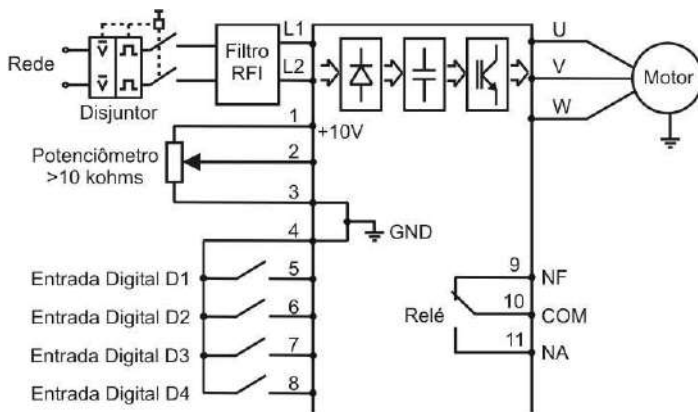 Rede
Disjuntor
Filtro
RFI
L1
L2
U
V
W
Motor
1
+10V
Potenciômetro
>10 kohms
2
3
4
GND
Entrada Digital D1
5
Entrada Digital D2
6
Entrada Digital D3
7
Entrada Digital D4
8
Relé
9
NF
10
COM
11
NA